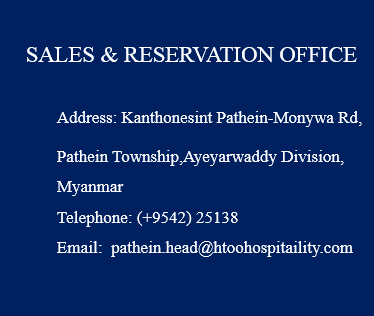 SALES & RESERVATION OFFICE
Address: Kanthonesint Pathein-Monywa Rd,
Pathein Township,Ayeyarwaddy Division,
Myanmar
Telephone: (+9542) 25138
Email: pathein.head@htoohospitaility.com